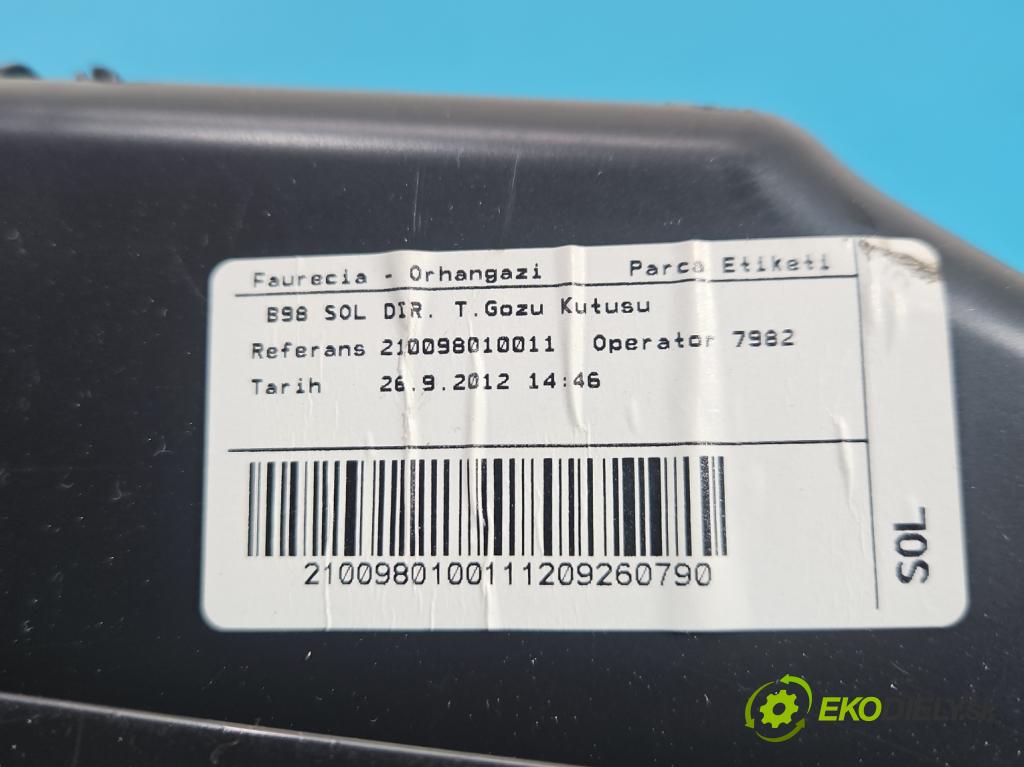 Faurecia - Orhangazi Parca Etiketi
B98 SOL DIR. T.Gozu Kutusu
Referans 210098010011 Operator 7982
Tarih 26.9.2012 14:46
2100980100111209260790
SOL
EKODIELY.SK